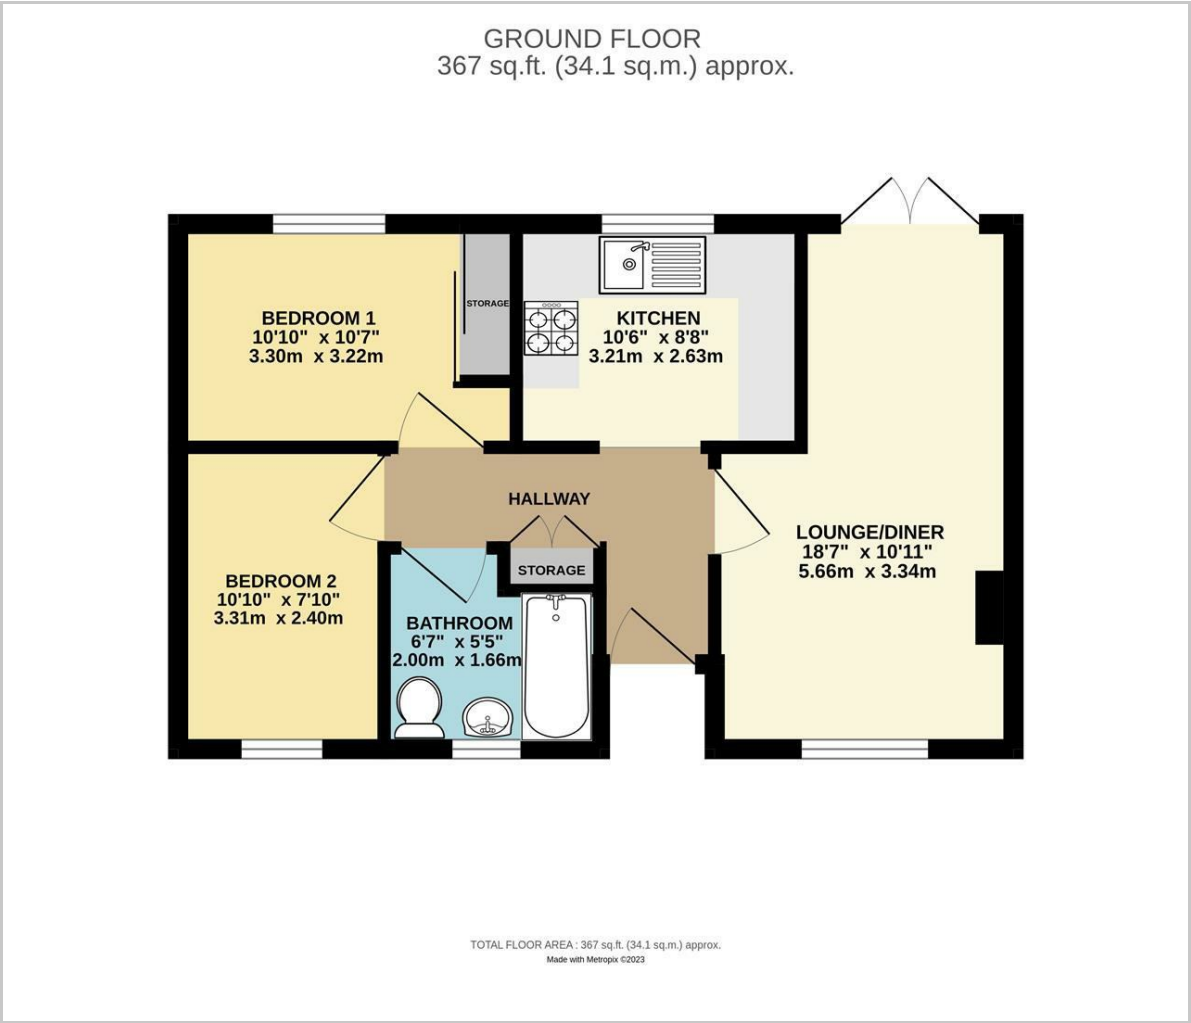 GROUND FLOOR
367 sq.ft. (34.1 sq.m.) approx.
STORAGE
BEDROOM 1
10'10" x 10'7"
3.30m x 3.22m
KITCHEN
10'6" x 8'8"
3.21m x 2.63m
HALLWAY
LOUNGE/DINER
18'7" x 10'11"
5.66m x 3.34m
STORAGE
BEDROOM 2
10'10" x 7'10"
3.31m x 2.40m
BATHROOM
6'7" x 5'5"
2.00m x 1.66m
TOTAL FLOOR AREA : 367 sq.ft. (34.1 sq.m.) approx.
Made with Metropix ©2023